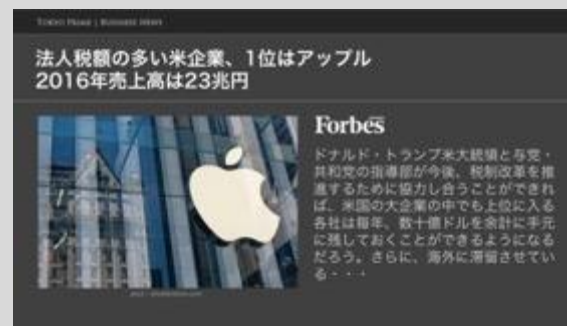 法人税額の多い米企業、1位はアップル
2016年売上高は23兆円
Forbes
ドナルド・トランプ米大統領と与党・
共和党の指導部が今後、税制改革を推
進するために協力し合うことができれ
ば、米国の大企業の中でも上位に入る
各社は毎年、数十億ドルを余計に手元
に残しておくことができるようになる
だろう。さらに、海外に滞留させてい
る・・・